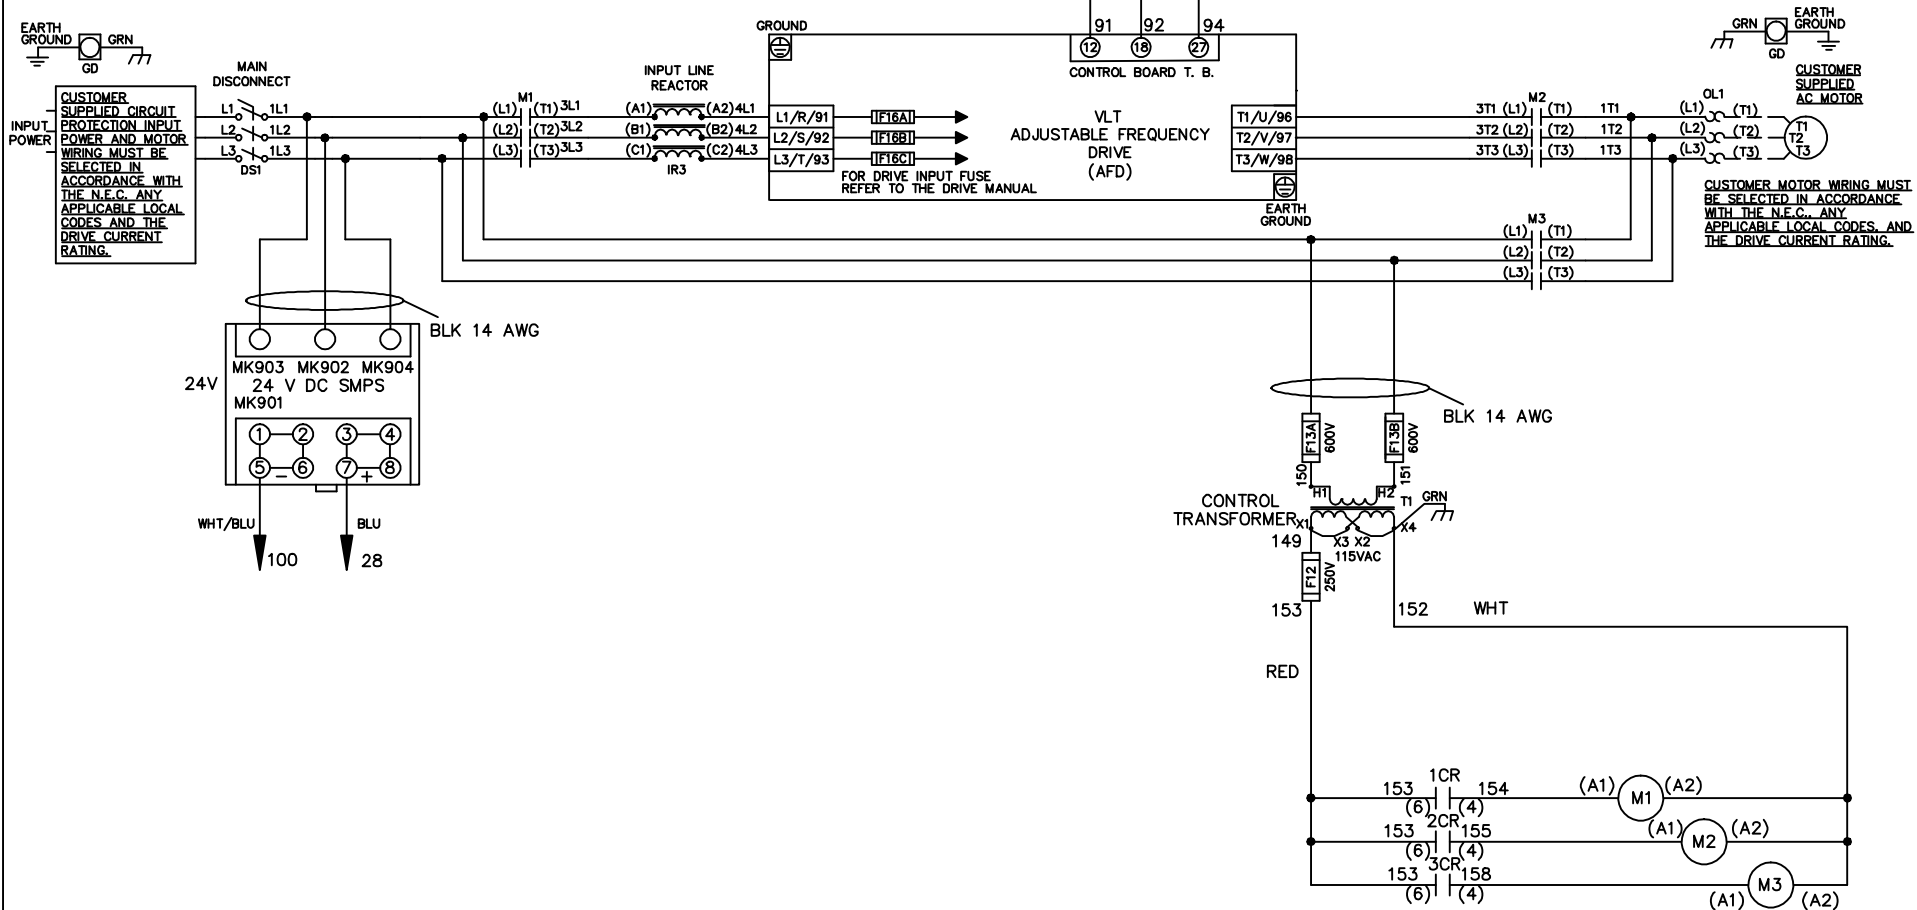 EARTH
GROUND
GRN
GD
CUSTOMER
SUPPLIED CIRCUIT
PROTECTION INPUT
POWER AND MOTOR
WIRING MUST BE
SELECTED IN
ACCORDANCE WITH
THE N.E.C. ANY
APPLICABLE LOCAL
CODES AND THE
DRIVE CURRENT
RATING.
INPUT
POWER
MAIN
DISCONNECT
L1 1L1
L2 1L2
L3 1L3
DS1
M1
(L1) (T1) 3L1
(L2) (T2) 3L2
(L3) (T3) 3L3
INPUT LINE
REACTOR
(A1) (A2) 4L1
(B1) (B2) 4L2
(C1) (C2) 4L3
IR3
GROUND
91 92 94
12 18 27
CONTROL BOARD T. B.
L1/R/91
L2/S/92
L3/T/93
F16A
F16B
F16C
FOR DRIVE INPUT FUSE
REFER TO THE DRIVE MANUAL
VLT
ADJUSTABLE FREQUENCY
DRIVE
(AFD)
T1/U/96
T2/V/97
T3/W/98
EARTH
GROUND
M2
3T1 (L1) (T1) 1T1
3T2 (L2) (T2) 1T2
3T3 (L3) (T3) 1T3
M3
(L1) (T1)
(L2) (T2)
(L3) (T3)
EARTH
GROUND
GRN
GD
CUSTOMER
SUPPLIED
AC MOTOR
OL1
(L1) (T1)
(L2) (T2)
(L3) (T3)
T1
T2
T3
CUSTOMER MOTOR WIRING MUST
BE SELECTED IN ACCORDANCE
WITH THE N.E.C., ANY
APPLICABLE LOCAL CODES, AND
THE DRIVE CURRENT RATING.
BLK 14 AWG
MK903 MK902 MK904
24V
24 V DC SMPS
MK901
1 2 3 4
5 6 7 8
− +
WHT/BLU
BLU
100
28
BLK 14 AWG
F13A
600V
F13B
600V
150
151
H1 H2
T1
GRN
CONTROL
TRANSFORMER
X1
X3 X2
X4
115VAC
149
F12
250V
153
152
WHT
RED
1CR
153 154
(6) (4)
(A1) M1 (A2)
2CR
153 155
(6) (4)
(A1) M2 (A2)
3CR
153 158
(6) (4)
(A1) M3 (A2)